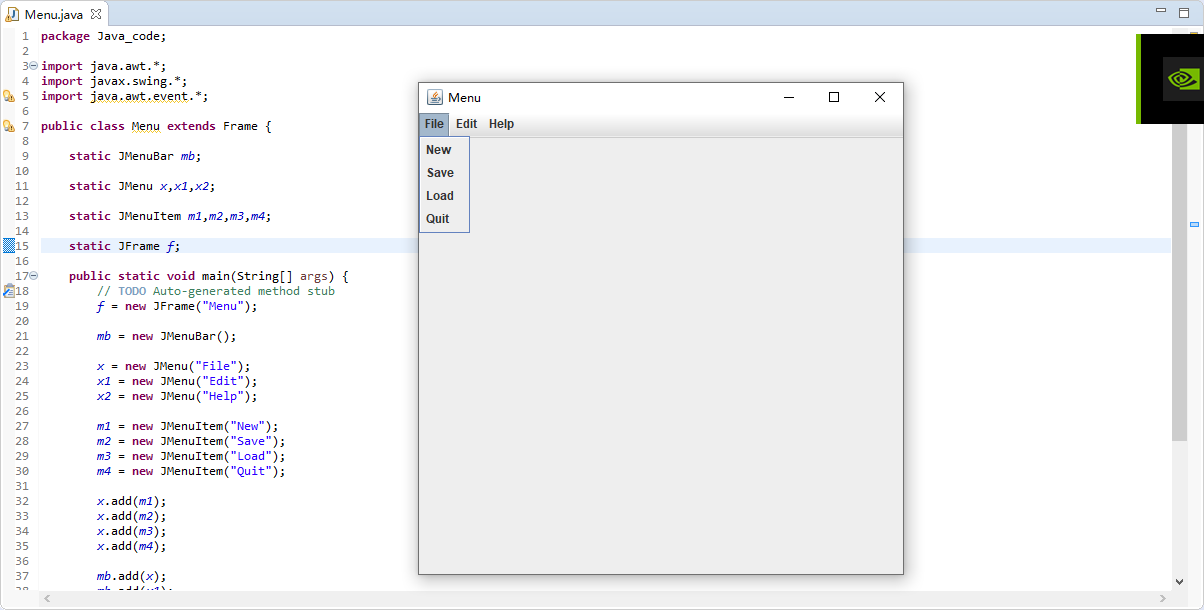 Menu.java
1 package Java_code;
2
3 import java.awt.*;
4 import javax.swing.*;
5 import java.awt.event.*;
6
7 public class Menu extends Frame {
8
9 static JMenuBar mb;
10
11 static JMenu x,x1,x2;
12
13 static JMenuItem m1,m2,m3,m4;
14
15 static JFrame f;
16
17 public static void main(String[] args) {
18 // TODO Auto-generated method stub
19 f = new JFrame("Menu");
20
21 mb = new JMenuBar();
22
23 x = new JMenu("File");
24 x1 = new JMenu("Edit");
25 x2 = new JMenu("Help");
26
27 m1 = new JMenuItem("New");
28 m2 = new JMenuItem("Save");
29 m3 = new JMenuItem("Load");
30 m4 = new JMenuItem("Quit");
31
32 x.add(m1);
33 x.add(m2);
34 x.add(m3);
35 x.add(m4);
36
37 mb.add(x);
Menu
File Edit Help
New
Save
Load
Quit